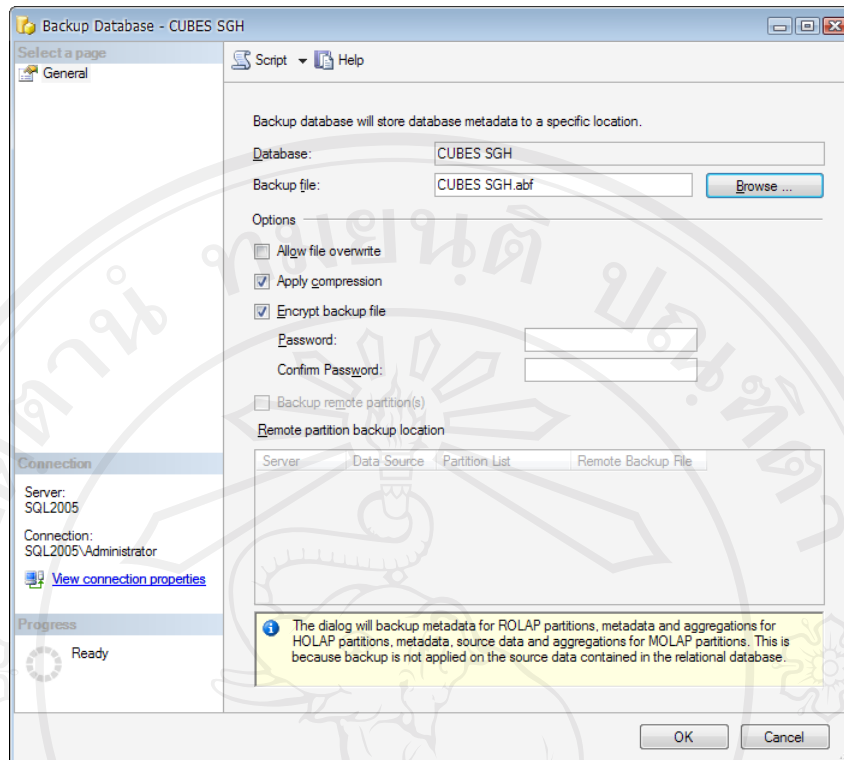 Backup Database - CUBES SGH
Select a page
General
Script Help
Backup database will store database metadata to a specific location.
Database: CUBES SGH
Backup file: CUBES SGH.abf Browse ...
Options
Allow file overwrite
Apply compression
Encrypt backup file
Password:
Confirm Password:
Backup remote partition(s)
Remote partition backup location
Server Data Source Partition List Remote Backup File
Connection
Server:
SQL2005
Connection:
SQL2005\Administrator
View connection properties
Progress
Ready
The dialog will backup metadata for ROLAP partitions, metadata and aggregations for
HOLAP partitions, metadata, source data and aggregations for MOLAP partitions. This is
because backup is not applied on the source data contained in the relational database.
OK Cancel